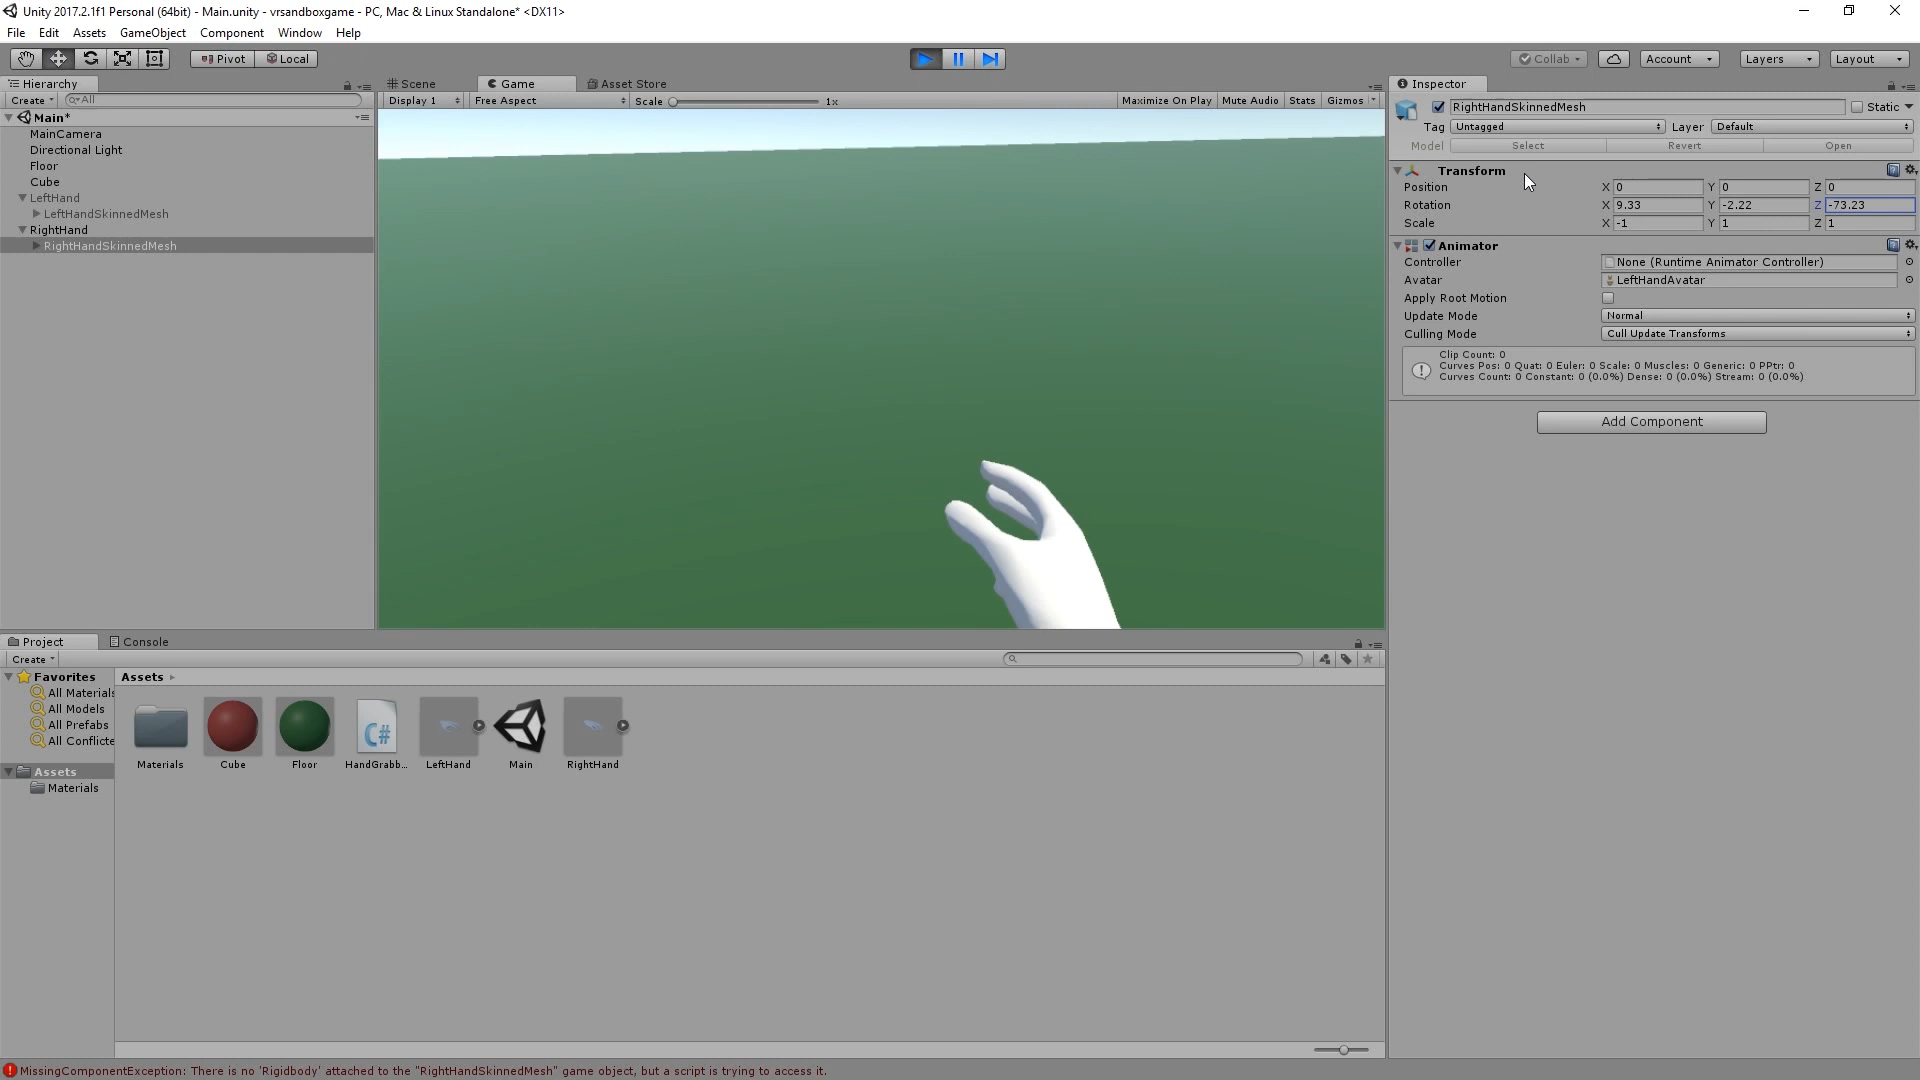 Unity 2017.2.1f1 Personal (64bit) - Main.unity - vrsandboxgame - PC, Mac & Linux Standalone* <DX11>
File Edit Assets GameObject Component Window Help
Pivot Local Collab Account Layers Layout
Hierarchy
Create All
Main*
MainCamera
Directional Light
Floor
Cube
LeftHand
LeftHandSkinnedMesh
RightHand
RightHandSkinnedMesh
Scene Game Asset Store
Display 1 Free Aspect Scale 1x Maximize On Play Mute Audio Stats Gizmos
Inspector
RightHandSkinnedMesh Static
Tag Untagged Layer Default
Model Select Revert Open
Transform
Position X 0 Y 0 Z 0
Rotation X 9.33 Y -2.22 Z -73.23
Scale X -1 Y 1 Z 1
Animator
Controller None (Runtime Animator Controller)
Avatar LeftHandAvatar
Apply Root Motion
Update Mode Normal
Culling Mode Cull Update Transforms
Clip Count: 0
Curves Pos: 0 Quat: 0 Euler: 0 Scale: 0 Muscles: 0 Generic: 0 PPtr: 0
Curves Count: 0 Constant: 0 (0.0%) Dense: 0 (0.0%) Stream: 0 (0.0%)
Add Component
Project Console
Create
Favorites
All Materials
All Models
All Prefabs
All Conflicte
Assets
Materials
Assets
C#
Materials Cube Floor HandGrabb... LeftHand Main RightHand
MissingComponentException: There is no 'Rigidbody' attached to the "RightHandSkinnedMesh" game object, but a script is trying to access it.